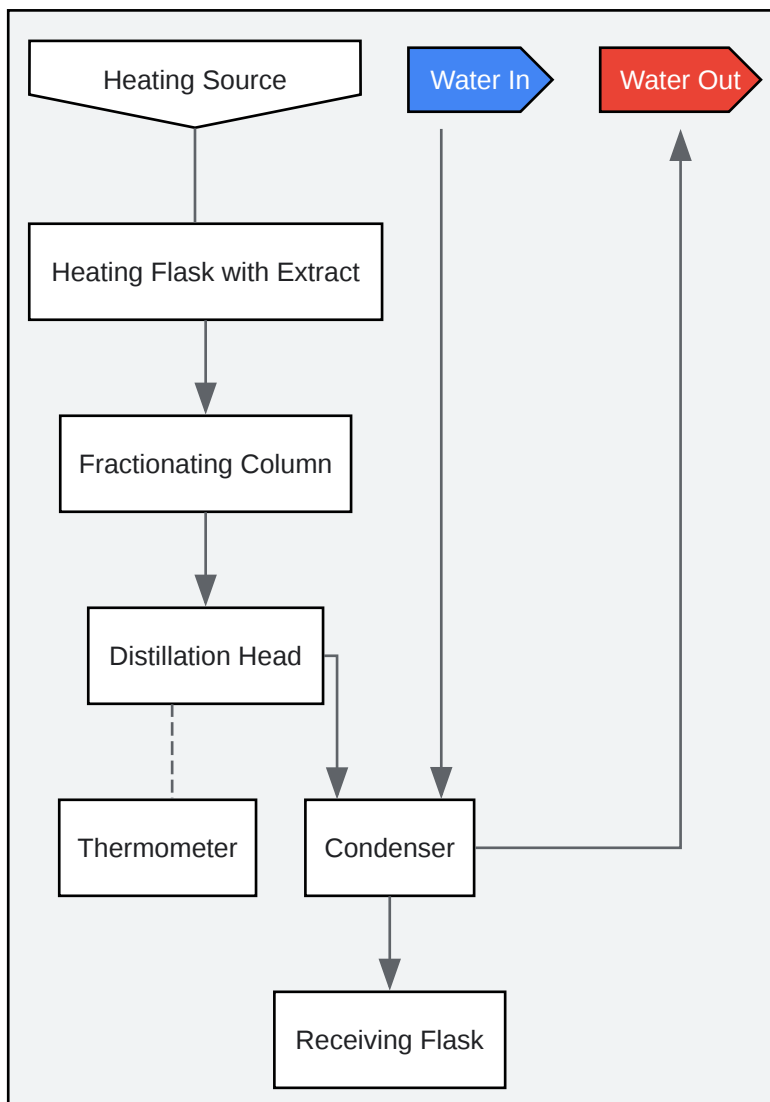 Heating Source
Water In
Water Out
Heating Flask with Extract
Fractionating Column
Distillation Head
Thermometer
Condenser
Receiving Flask